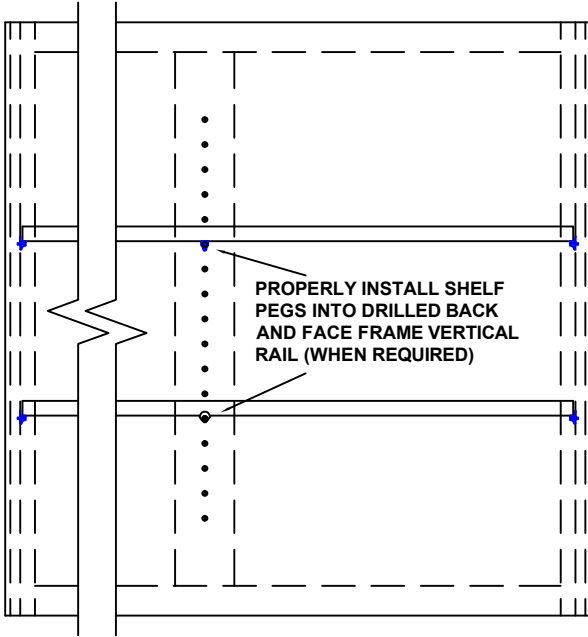 PROPERLY INSTALL SHELF
PEGS INTO DRILLED BACK
AND FACE FRAME VERTICAL
RAIL (WHEN REQUIRED)